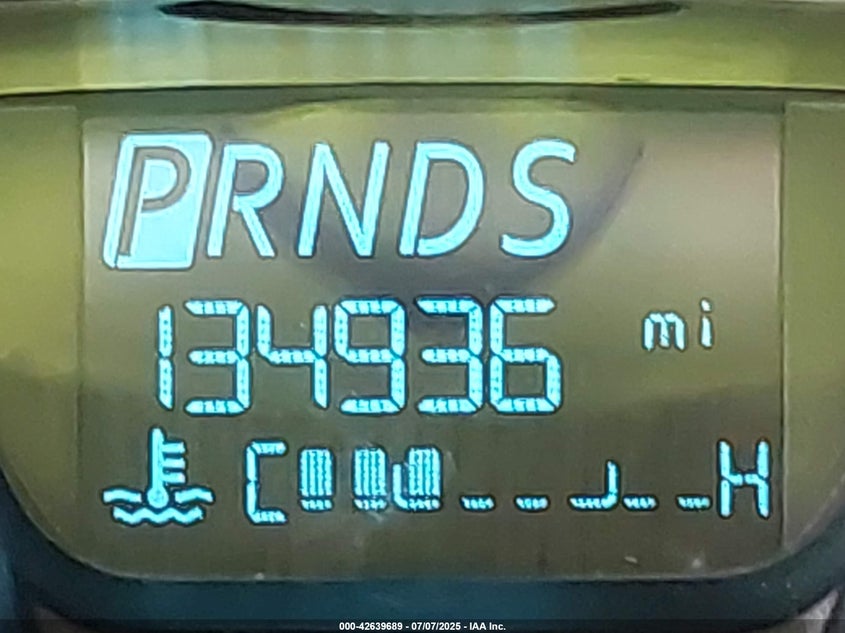 PRNDS
134936 mi
C H
000-42639689 - 07/07/2025 - IAA Inc.